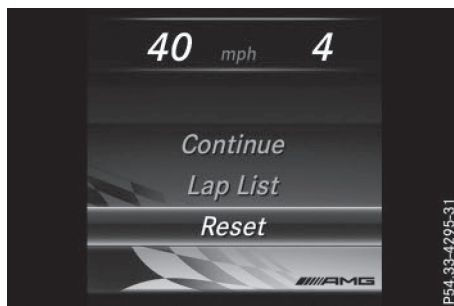 40 mph 4
Continue
Lap List
Reset
AMG
P54.33-4295-31